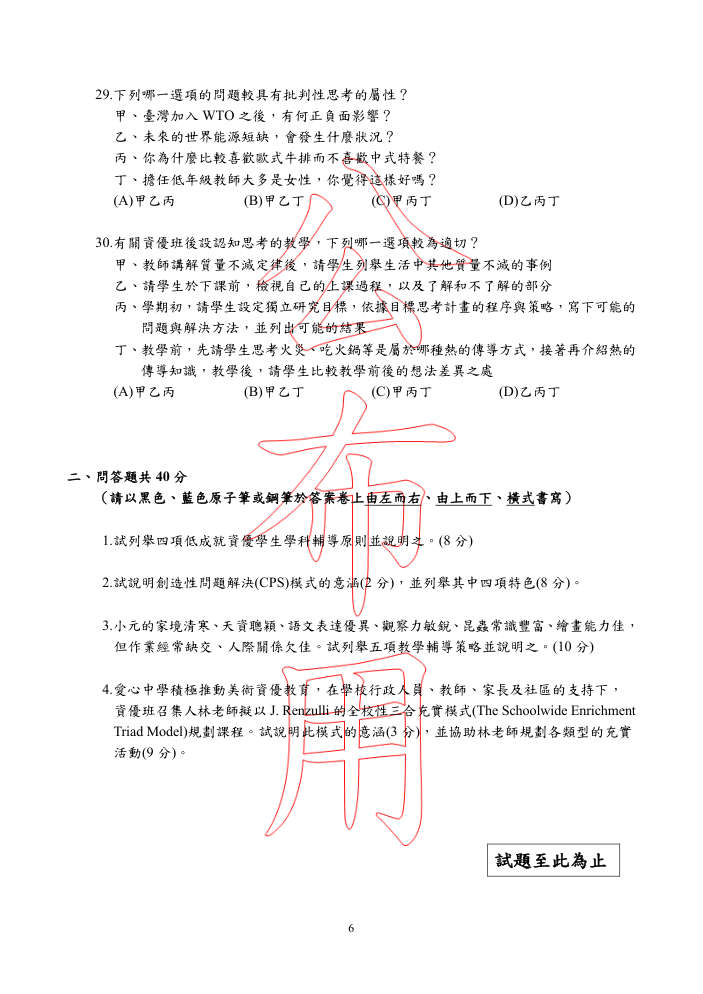 29.下列哪一選項的問題較具有批判性思考的屬性？
甲、臺灣加入 WTO 之後，有何正負面影響？
乙、未來的世界能源短缺，會發生什麼狀況？
丙、你為什麼比較喜歡歐式牛排而不喜歡中式特餐？
丁、擔任低年級教師大多是女性，你覺得這樣好嗎？
(A)甲乙丙 (B)甲乙丁 (C)甲丙丁 (D)乙丙丁
30.有關資優班後設認知思考的教學，下列哪一選項較為適切？
甲、教師講解質量不減定律後，請學生列舉生活中其他質量不減的事例
乙、請學生於下課前，檢視自己的上課過程，以及了解和不了解的部分
丙、學期初，請學生設定獨立研究目標，依據目標思考計畫的程序與策略，寫下可能的
問題與解決方法，並列出可能的結果
丁、教學前，先請學生思考火災、吃火鍋等是屬於哪種熱的傳導方式，接著再介紹熱的
傳導知識，教學後，請學生比較教學前後的想法差異之處
(A)甲乙丙 (B)甲乙丁 (C)甲丙丁 (D)乙丙丁
二、問答題共 40 分
（請以黑色、藍色原子筆或鋼筆於答案卷上由左而右、由上而下、橫式書寫）
1.試列舉四項低成就資優學生學科輔導原則並說明之。(8 分)
2.試說明創造性問題解決(CPS)模式的意涵(2 分)，並列舉其中四項特色(8 分)。
3.小元的家境清寒、天資聰穎、語文表達優異、觀察力敏銳、昆蟲常識豐富、繪畫能力佳，
但作業經常缺交、人際關係欠佳。試列舉五項教學輔導策略並說明之。(10 分)
4.愛心中學積極推動美術資優教育，在學校行政人員、教師、家長及社區的支持下，
資優班召集人林老師擬以 J. Renzulli 的全校性三合充實模式(The Schoolwide Enrichment
Triad Model)規劃課程。試說明此模式的意涵(3 分)，並協助林老師規劃各類型的充實
活動(9 分)。
公布用
試題至此為止
6